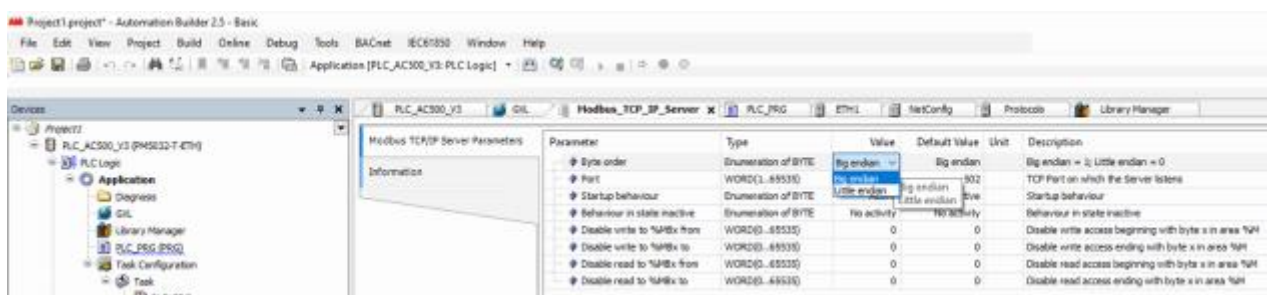 Project1.project* - Automation Builder 2.5 - Basic
File Edit View Project Build Online Debug Tools BACnet IEC61850 Window Help
Application [PLC_AC500_V3: PLC Logic]
Devices
PLC_AC500_V3 GVL Modbus_TCP_IP_Server PLC_PRG ETH1 NetConfig Protocols Library Manager
Project1
PLC_AC500_V3 (PM5032-T-ETH)
PLC Logic
Application
Diagnosis
GVL
Library Manager
PLC_PRG (PRG)
Task Configuration
Task
Modbus TCP/IP Server Parameters
Information
Parameter Type Value Default Value Unit Description
Byte order Enumeration of BYTE Big endian Big endian Big endian = 1; Little endian = 0
Port WORD(1..65535) 502 TCP Port on which the Server listens
Startup behaviour Enumeration of BYTE Startup behaviour
Big endian
Little endian
Big endian
Little endian
Behaviour in state inactive Enumeration of BYTE No activity No activity Behaviour in state inactive
Disable write to %MBx from WORD(0..65535) 0 0 Disable write access beginning with byte x in area %M
Disable write to %MBx to WORD(0..65535) 0 0 Disable write access ending with byte x in area %M
Disable read to %MBx from WORD(0..65535) 0 0 Disable read access beginning with byte x in area %M
Disable read to %MBx to WORD(0..65535) 0 0 Disable read access ending with byte x in area %M